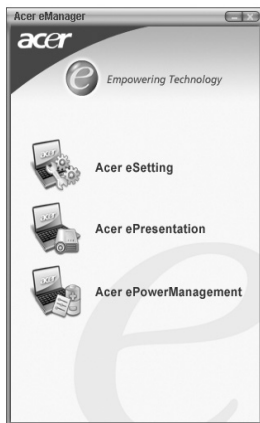 Acer eManager
acer
e Empowering Technology
Acer eSetting
Acer ePresentation
Acer ePowerManagement